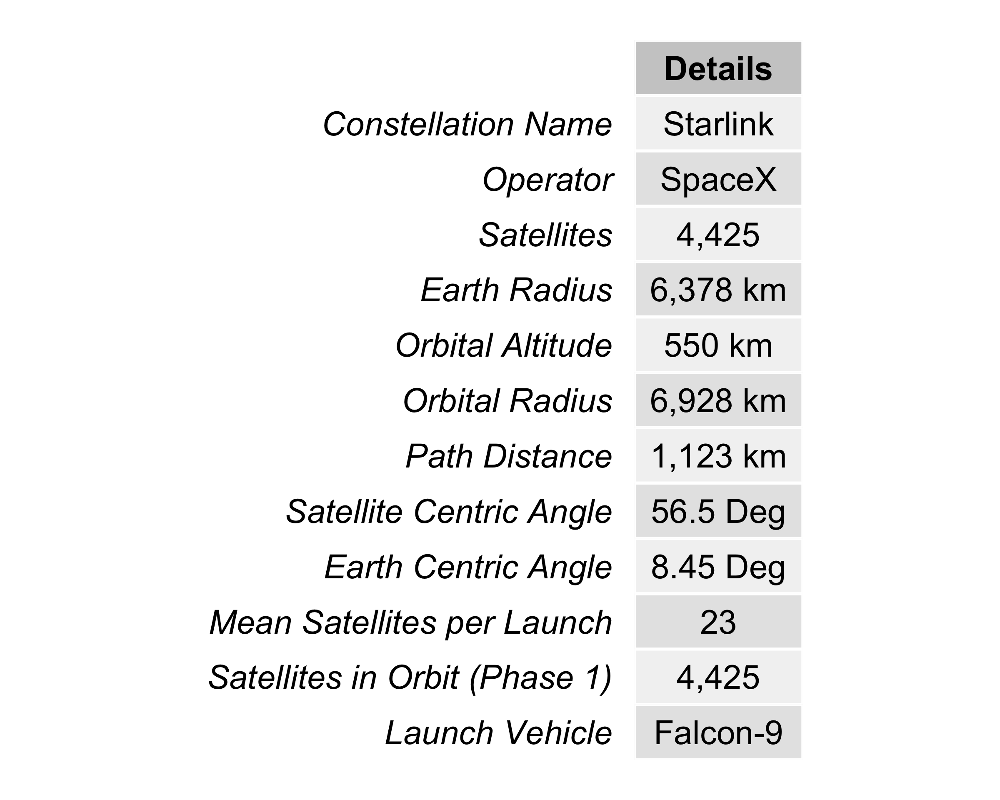 Details
Constellation Name Starlink
Operator SpaceX
Satellites 4,425
Earth Radius 6,378 km
Orbital Altitude 550 km
Orbital Radius 6,928 km
Path Distance 1,123 km
Satellite Centric Angle 56.5 Deg
Earth Centric Angle 8.45 Deg
Mean Satellites per Launch 23
Satellites in Orbit (Phase 1) 4,425
Launch Vehicle Falcon-9